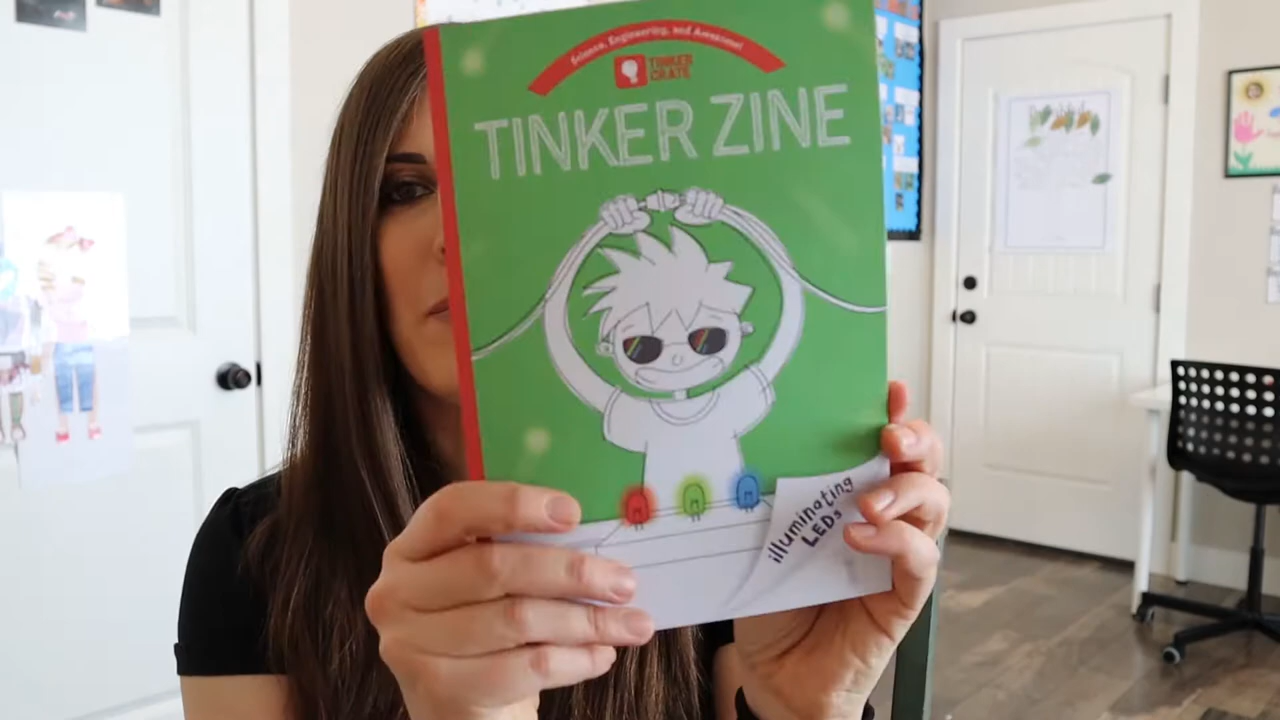 Science, Engineering, and Awesome!
TINKER
CRATE
TINKER ZINE
illuminating
LEDs